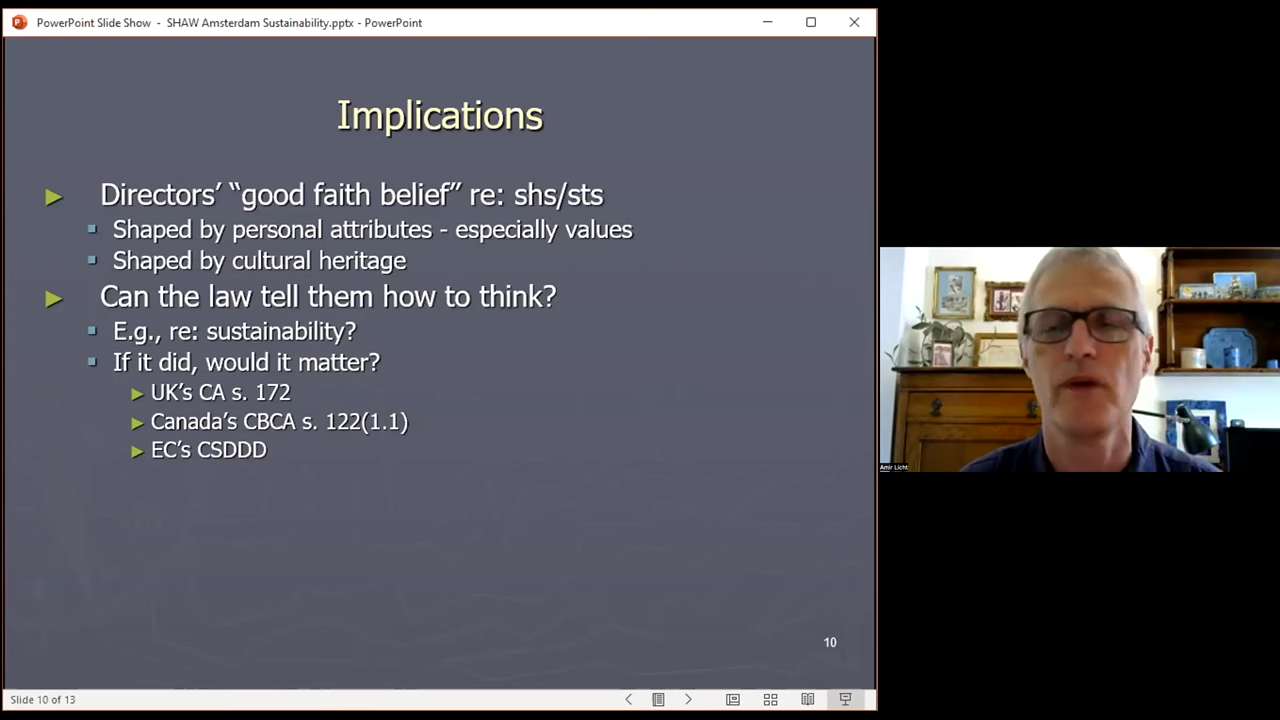 PowerPoint Slide Show - SHAW Amsterdam Sustainability.pptx - PowerPoint
Implications
Directors’ “good faith belief” re: shs/sts
Shaped by personal attributes - especially values
Shaped by cultural heritage
Can the law tell them how to think?
E.g., re: sustainability?
If it did, would it matter?
UK’s CA s. 172
Canada’s CBCA s. 122(1.1)
EC’s CSDDD
10
Slide 10 of 13
Amir Licht